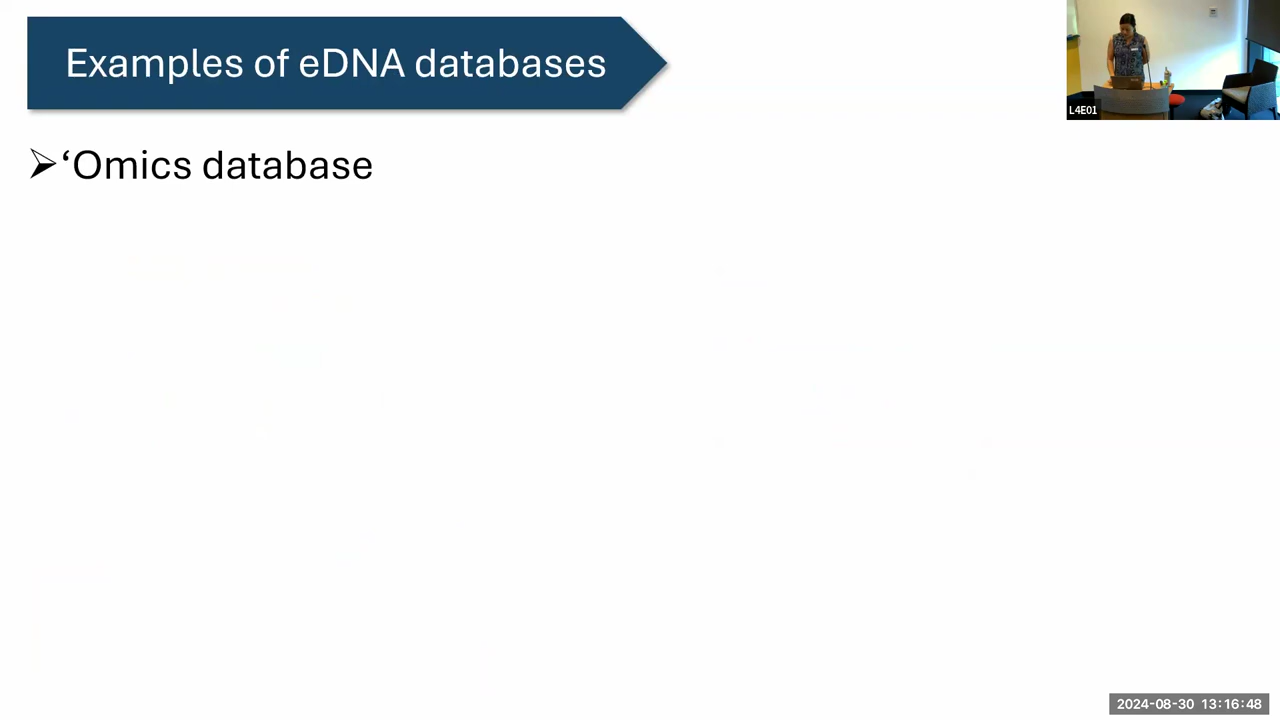 Examples of eDNA databases
‘Omics database
L4E01
2024-08-30 13:16:48